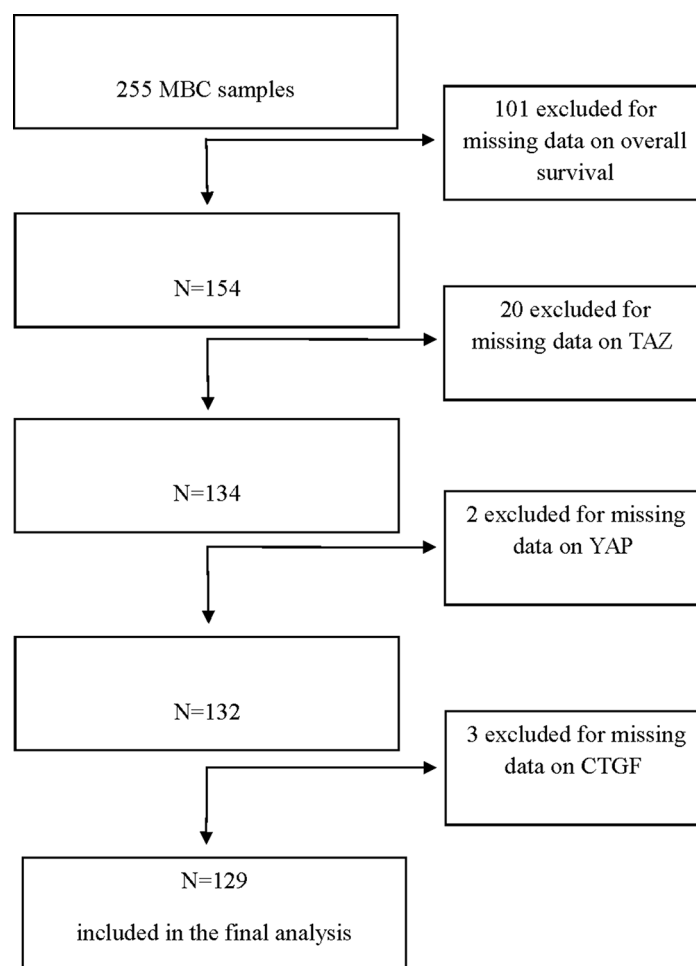 255 MBC samples
101 excluded for
missing data on overall
survival
N=154
20 excluded for
missing data on TAZ
N=134
2 excluded for missing
data on YAP
N=132
3 excluded for missing
data on CTGF
N=129
included in the final analysis